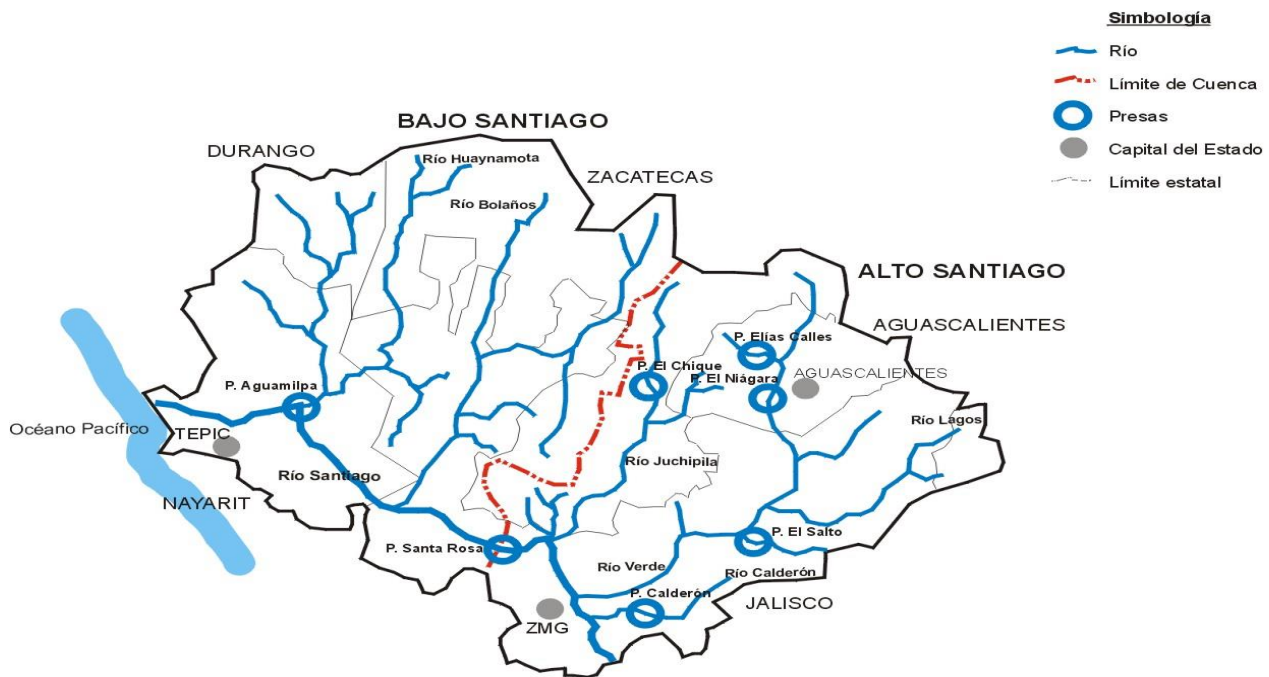 Simbología
Río
Límite de Cuenca
Presas
Capital del Estado
Límite estatal
BAJO SANTIAGO
DURANGO
Río Huaynamota
ZACATECAS
Río Bolaños
ALTO SANTIAGO
AGUASCALIENTES
P. Elías Calles
P. El Chique
P. El Niágara
AGUASCALIENTES
P. Aguamilpa
Río Lagos
Océano Pacífico
TEPIC
Río Juchipila
Río Santiago
NAYARIT
P. El Salto
P. Santa Rosa
Río Verde
Río Calderón
P. Calderón
JALISCO
ZMG